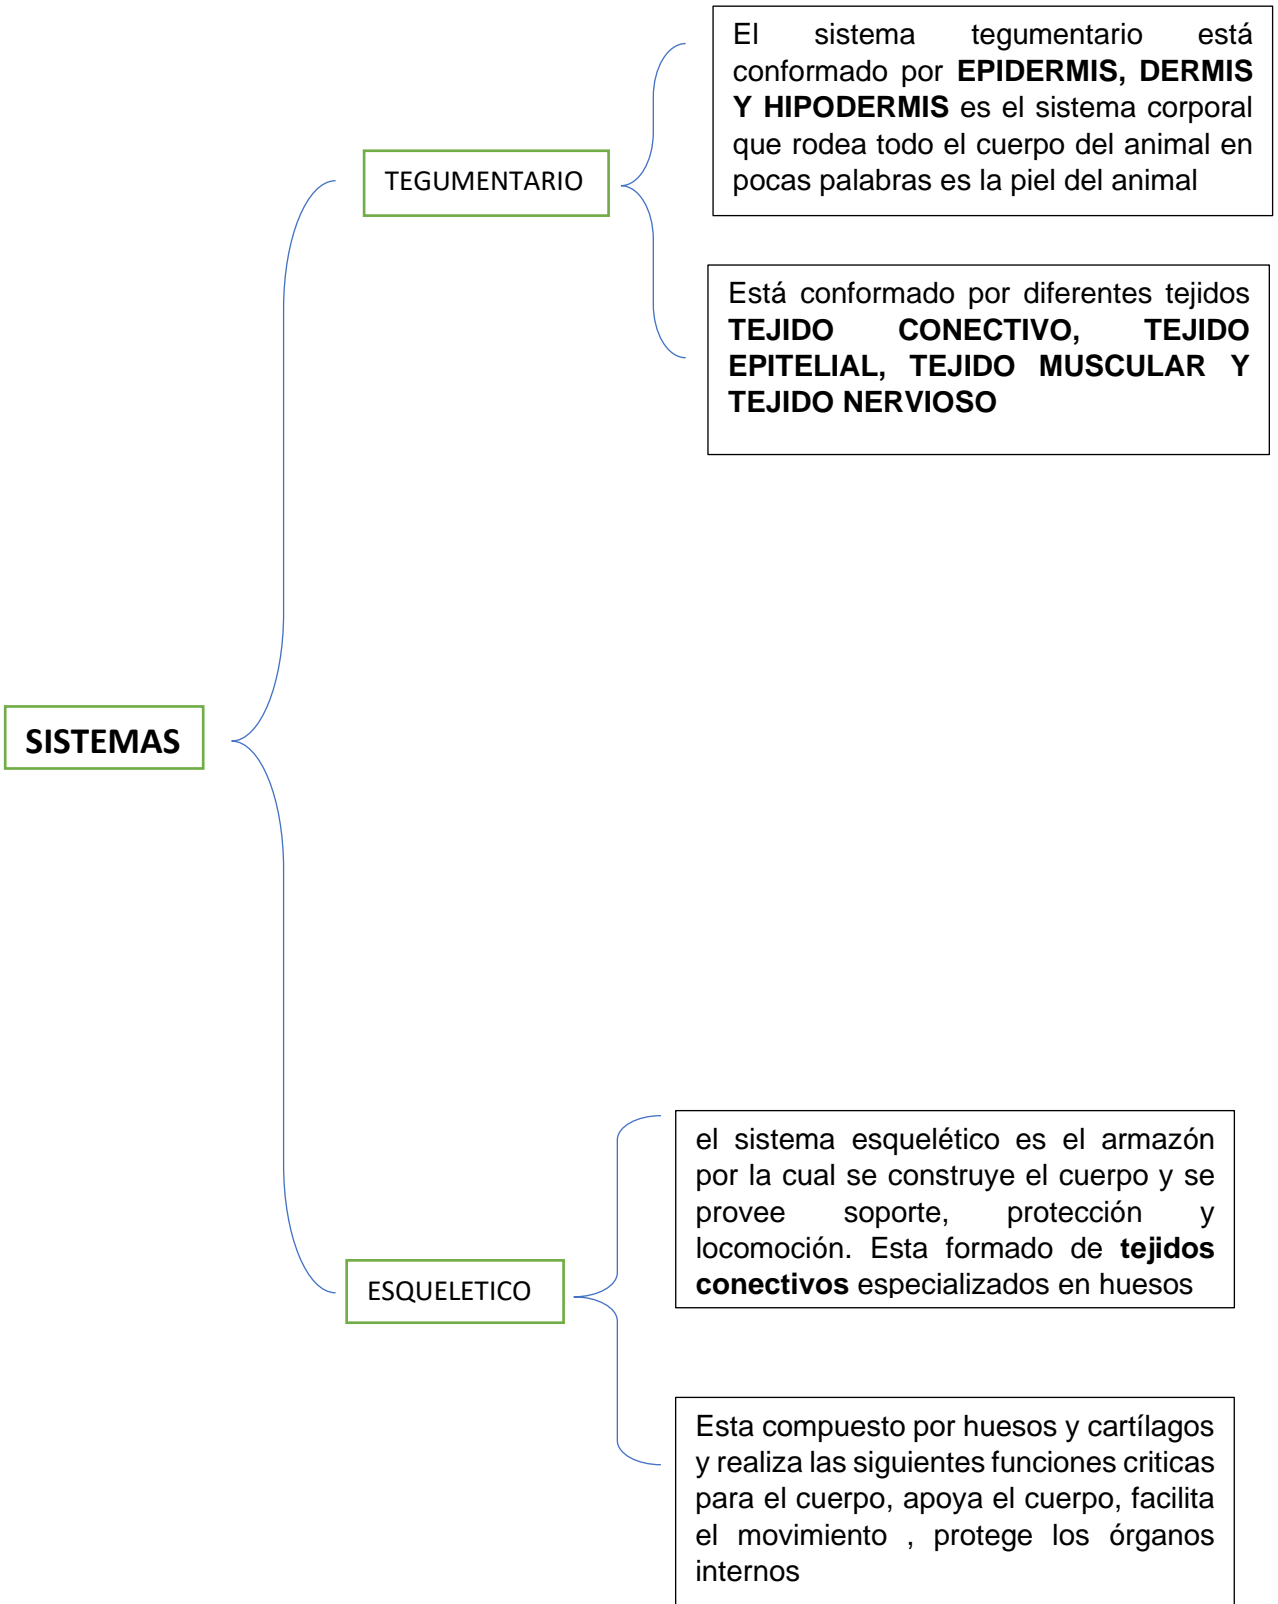 El sistema tegumentario está
conformado por EPIDERMIS, DERMIS
Y HIPODERMIS es el sistema corporal
que rodea todo el cuerpo del animal en
pocas palabras es la piel del animal
TEGUMENTARIO
Está conformado por diferentes tejidos
TEJIDO CONECTIVO, TEJIDO
EPITELIAL, TEJIDO MUSCULAR Y
TEJIDO NERVIOSO
SISTEMAS
el sistema esquelético es el armazón
por la cual se construye el cuerpo y se
provee soporte, protección y
locomoción. Esta formado de tejidos
conectivos especializados en huesos
ESQUELETICO
Esta compuesto por huesos y cartílagos
y realiza las siguientes funciones criticas
para el cuerpo, apoya el cuerpo, facilita
el movimiento , protege los órganos
internos